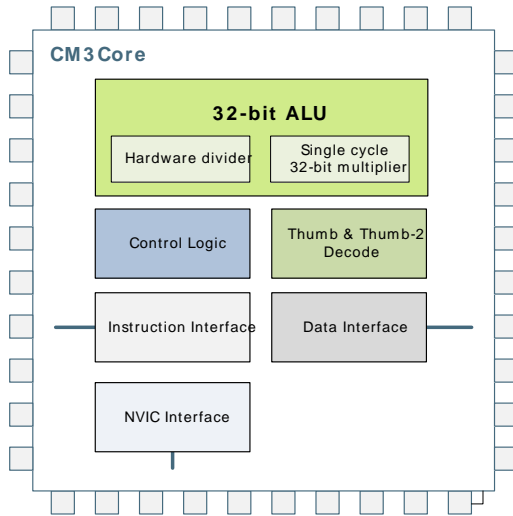 CM3Core
32-bit ALU
Hardware divider
Single cycle
32-bit multiplier
Control Logic
Thumb & Thumb-2
Decode
Instruction Interface
Data Interface
NVIC Interface